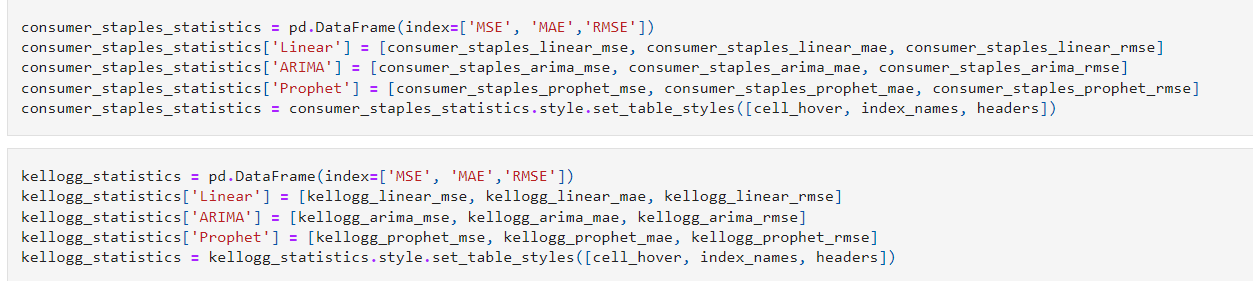 consumer_staples_statistics = pd.DataFrame(index=['MSE', 'MAE','RMSE'])
consumer_staples_statistics['Linear'] = [consumer_staples_linear_mse, consumer_staples_linear_mae, consumer_staples_linear_rmse]
consumer_staples_statistics['ARIMA'] = [consumer_staples_arima_mse, consumer_staples_arima_mae, consumer_staples_arima_rmse]
consumer_staples_statistics['Prophet'] = [consumer_staples_prophet_mse, consumer_staples_prophet_mae, consumer_staples_prophet_rmse]
consumer_staples_statistics = consumer_staples_statistics.style.set_table_styles([cell_hover, index_names, headers])
kellogg_statistics = pd.DataFrame(index=['MSE', 'MAE','RMSE'])
kellogg_statistics['Linear'] = [kellogg_linear_mse, kellogg_linear_mae, kellogg_linear_rmse]
kellogg_statistics['ARIMA'] = [kellogg_arima_mse, kellogg_arima_mae, kellogg_arima_rmse]
kellogg_statistics['Prophet'] = [kellogg_prophet_mse, kellogg_prophet_mae, kellogg_prophet_rmse]
kellogg_statistics = kellogg_statistics.style.set_table_styles([cell_hover, index_names, headers])